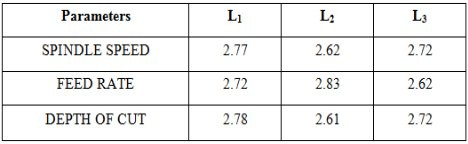 Parameters L₁ L₂ L₃
SPINDLE SPEED 2.77 2.62 2.72
FEED RATE 2.72 2.83 2.62
DEPTH OF CUT 2.78 2.61 2.72